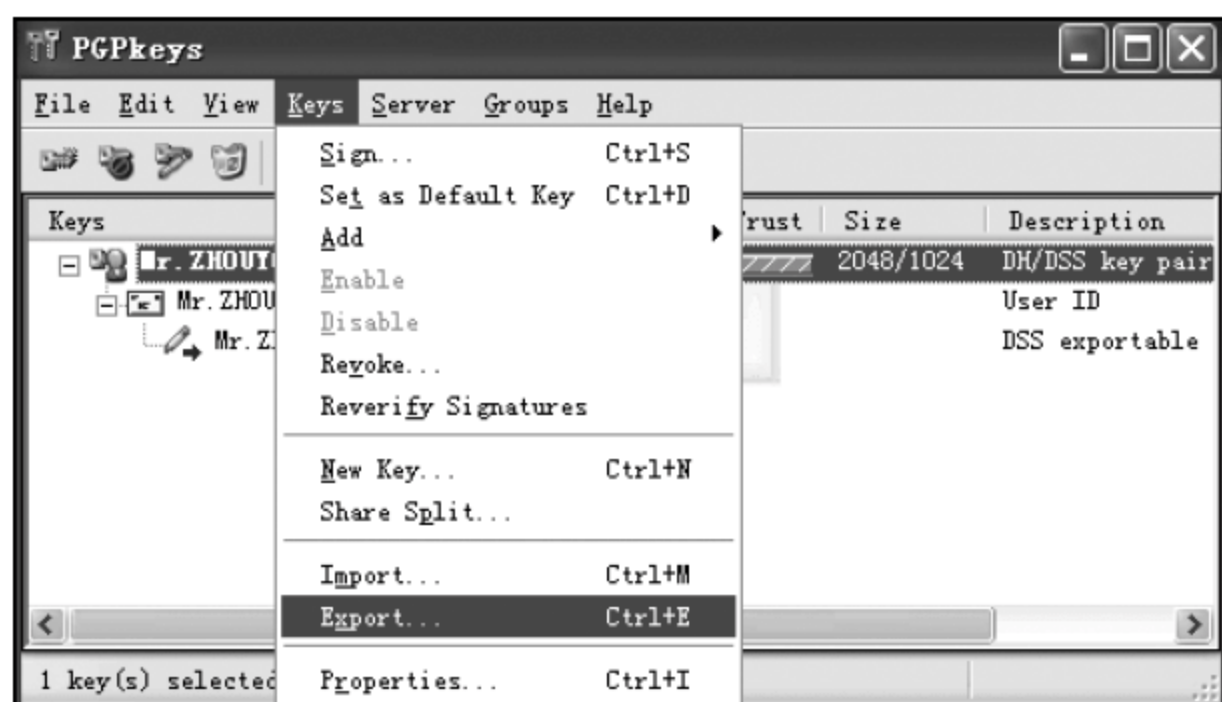 PGPkeys
File Edit View Keys Server Groups Help
Sign... Ctrl+S
Set as Default Key Ctrl+D
Keys Size Description
Add
2048/1024 DH/DSS key pair
Enable
Mr. User ID
Disable
Mr. DSS exportable
Revoke...
Reverify Signatures
New Key... Ctrl+N
Share Split...
Import... Ctrl+M
Export... Ctrl+E
1 key(s) selected
Properties... Ctrl+I